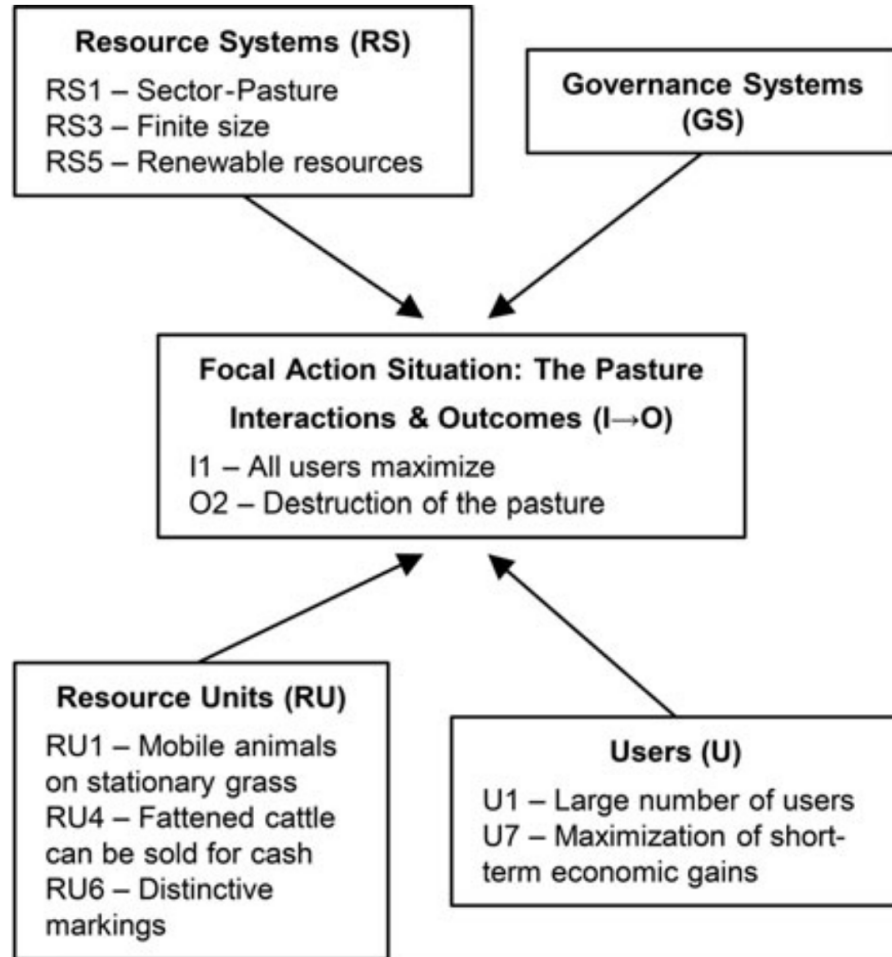 Resource Systems (RS)
RS1 – Sector-Pasture
RS3 – Finite size
RS5 – Renewable resources
Governance Systems
(GS)
Focal Action Situation: The Pasture
Interactions & Outcomes (I→O)
I1 – All users maximize
O2 – Destruction of the pasture
Resource Units (RU)
RU1 – Mobile animals
on stationary grass
RU4 – Fattened cattle
can be sold for cash
RU6 – Distinctive
markings
Users (U)
U1 – Large number of users
U7 – Maximization of short-
term economic gains